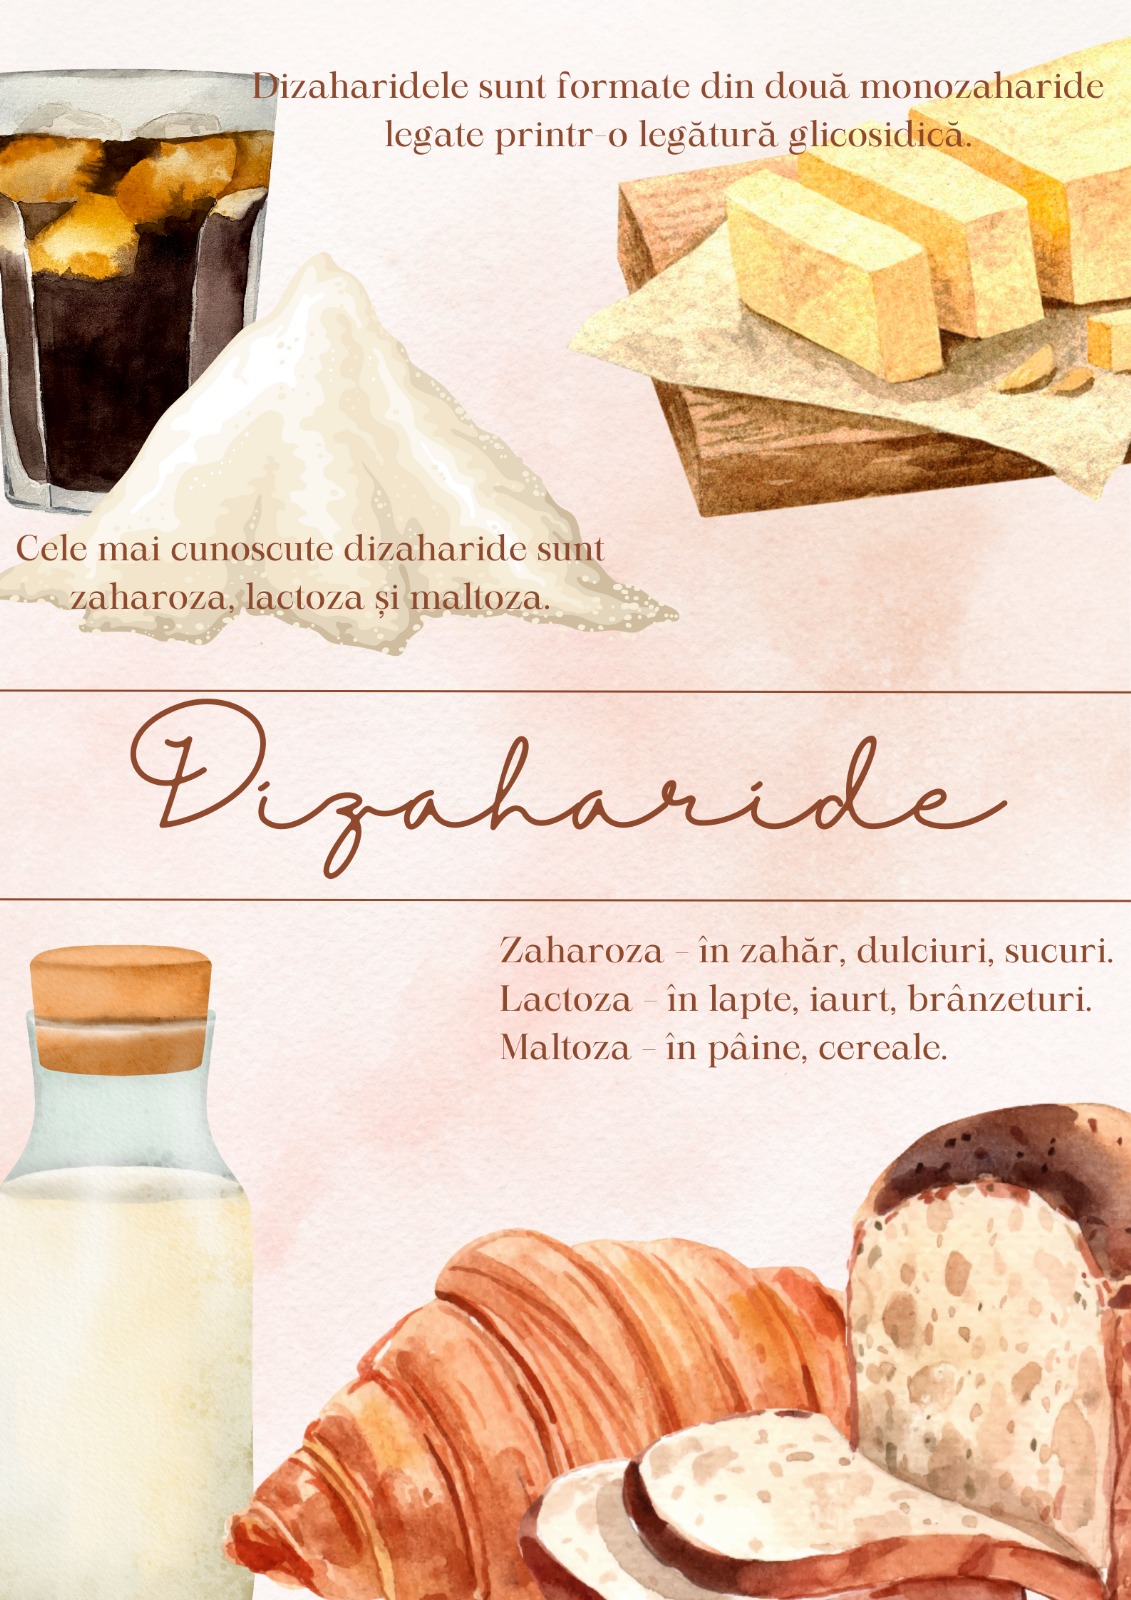 Dizaharidele sunt formate din două monozaharide
legate printr-o legătură glicosidică.
Cele mai cunoscute dizaharide sunt
zaharoza, lactoza și maltoza.
Dizaharide
Zaharoza - în zahăr, dulciuri, sucuri.
Lactoza - în lapte, iaurt, brânzeturi.
Maltoza - în pâine, cereale.